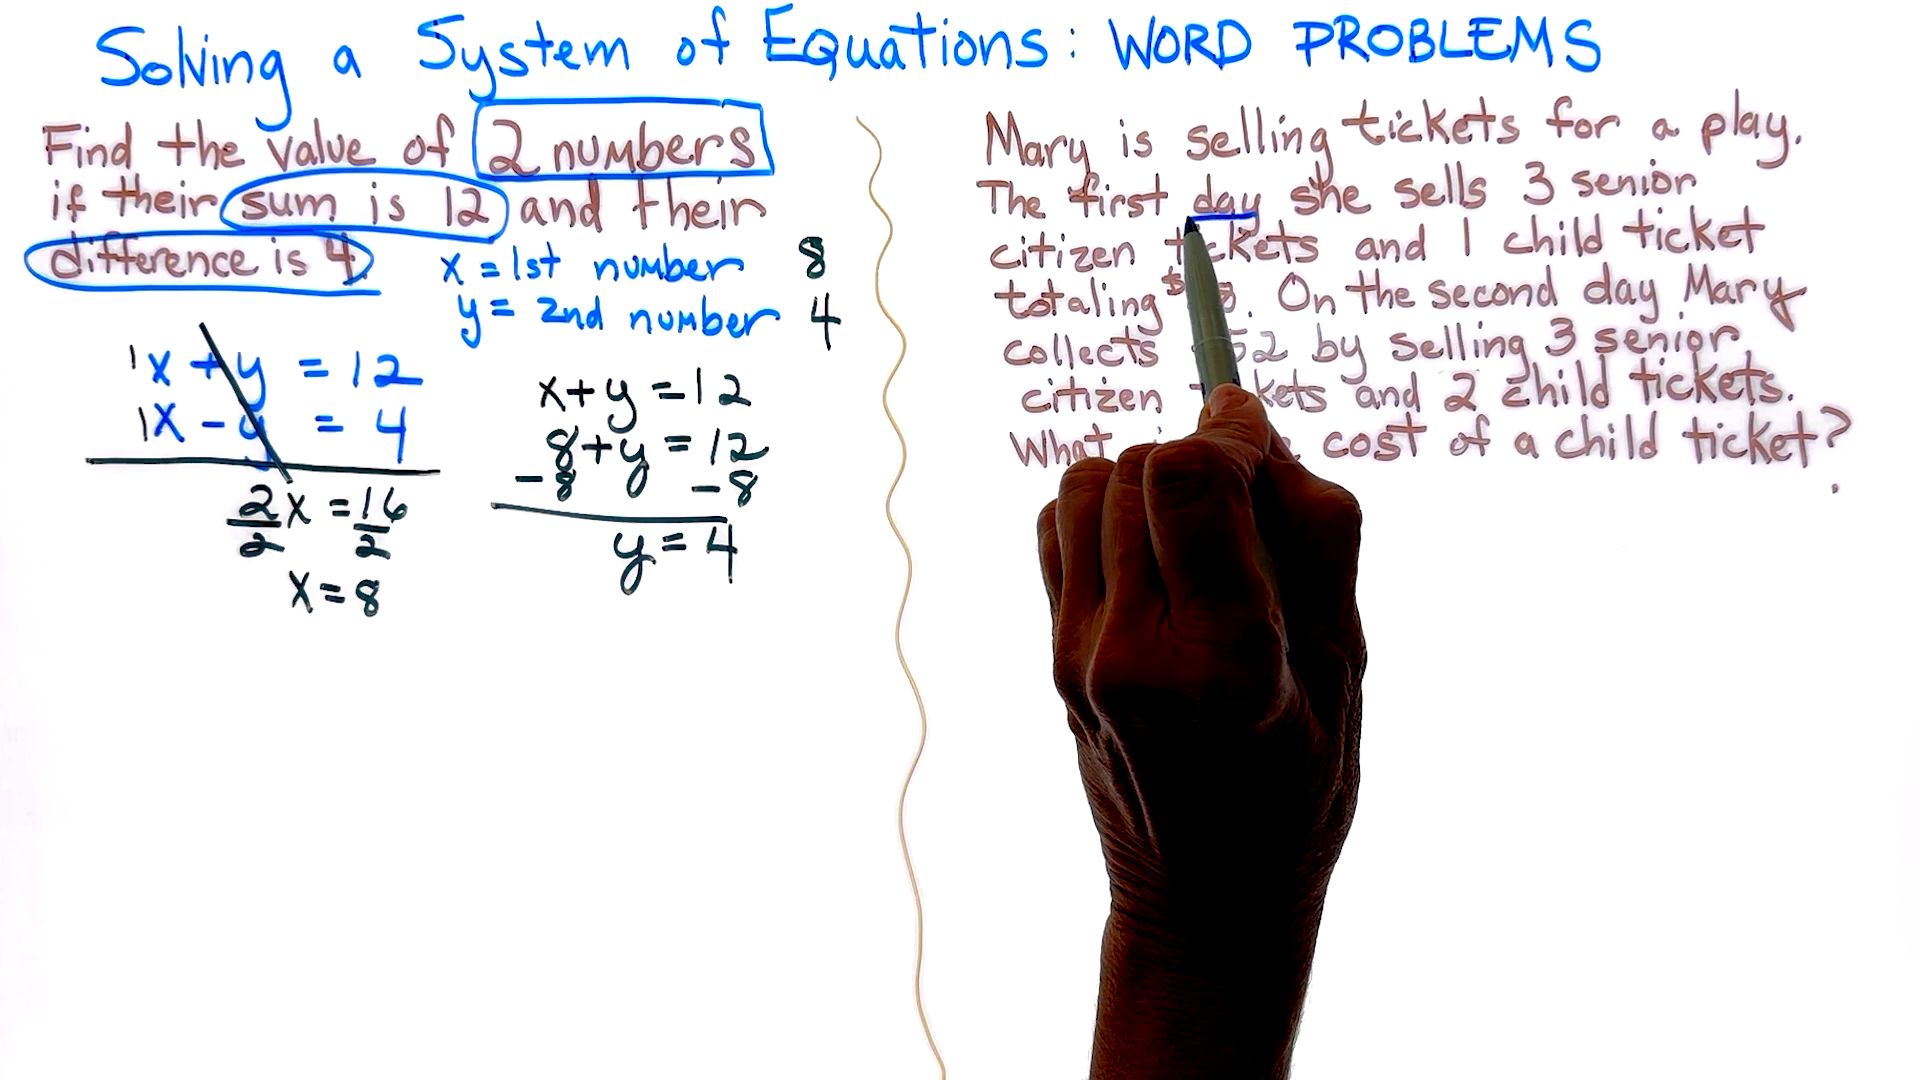 Solving a System of Equations: WORD PROBLEMS
Find the value of 2 numbers
if their sum is 12 and their
difference is 4.
x = 1st number 8
y = 2nd number 4
1x + y = 12
1x - y = 4
2x = 16
2 2
x = 8
x + y = 12
8 + y = 12
-8 -8
y = 4
Mary is selling tickets for a play.
The first day she sells 3 senior
citizen tickets and 1 child ticket
totaling $ . On the second day Mary
collects 52 by selling 3 senior
citizen and 2 child tickets.
What cost of a child ticket?